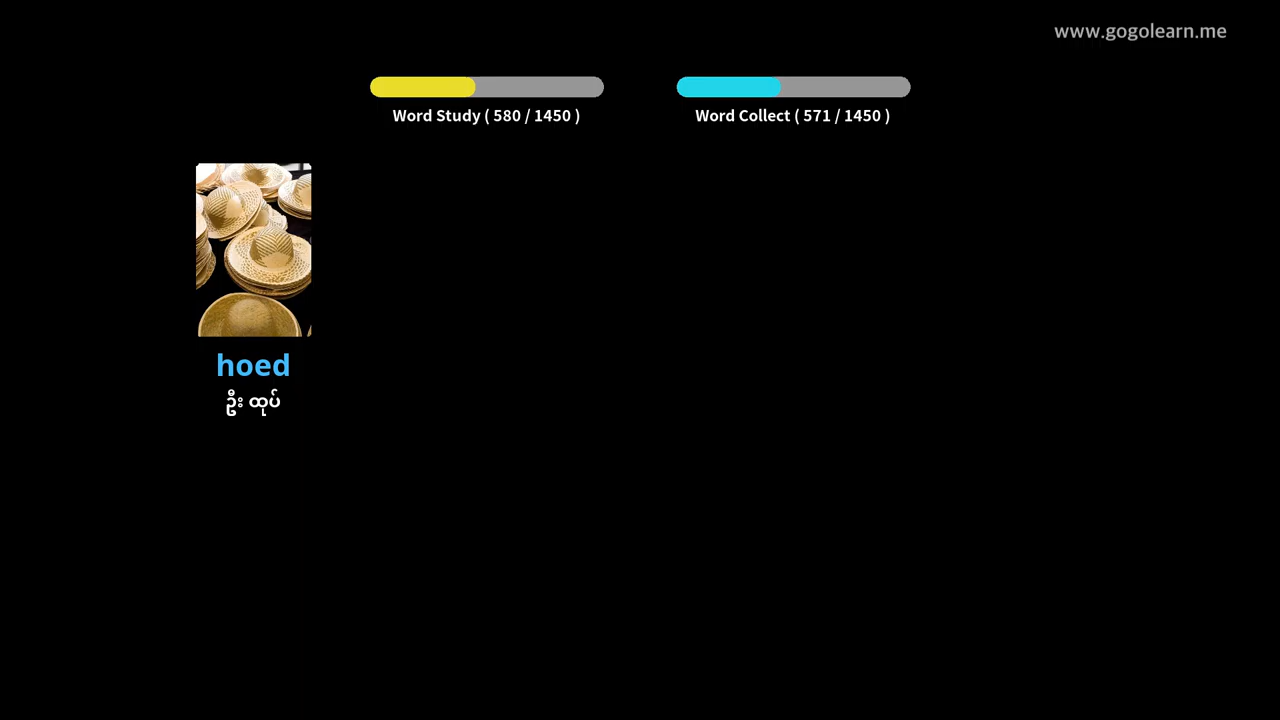 www.gogolearn.me
Word Study ( 580 / 1450 )
Word Collect ( 571 / 1450 )
hoed
ဦး ထုပ်